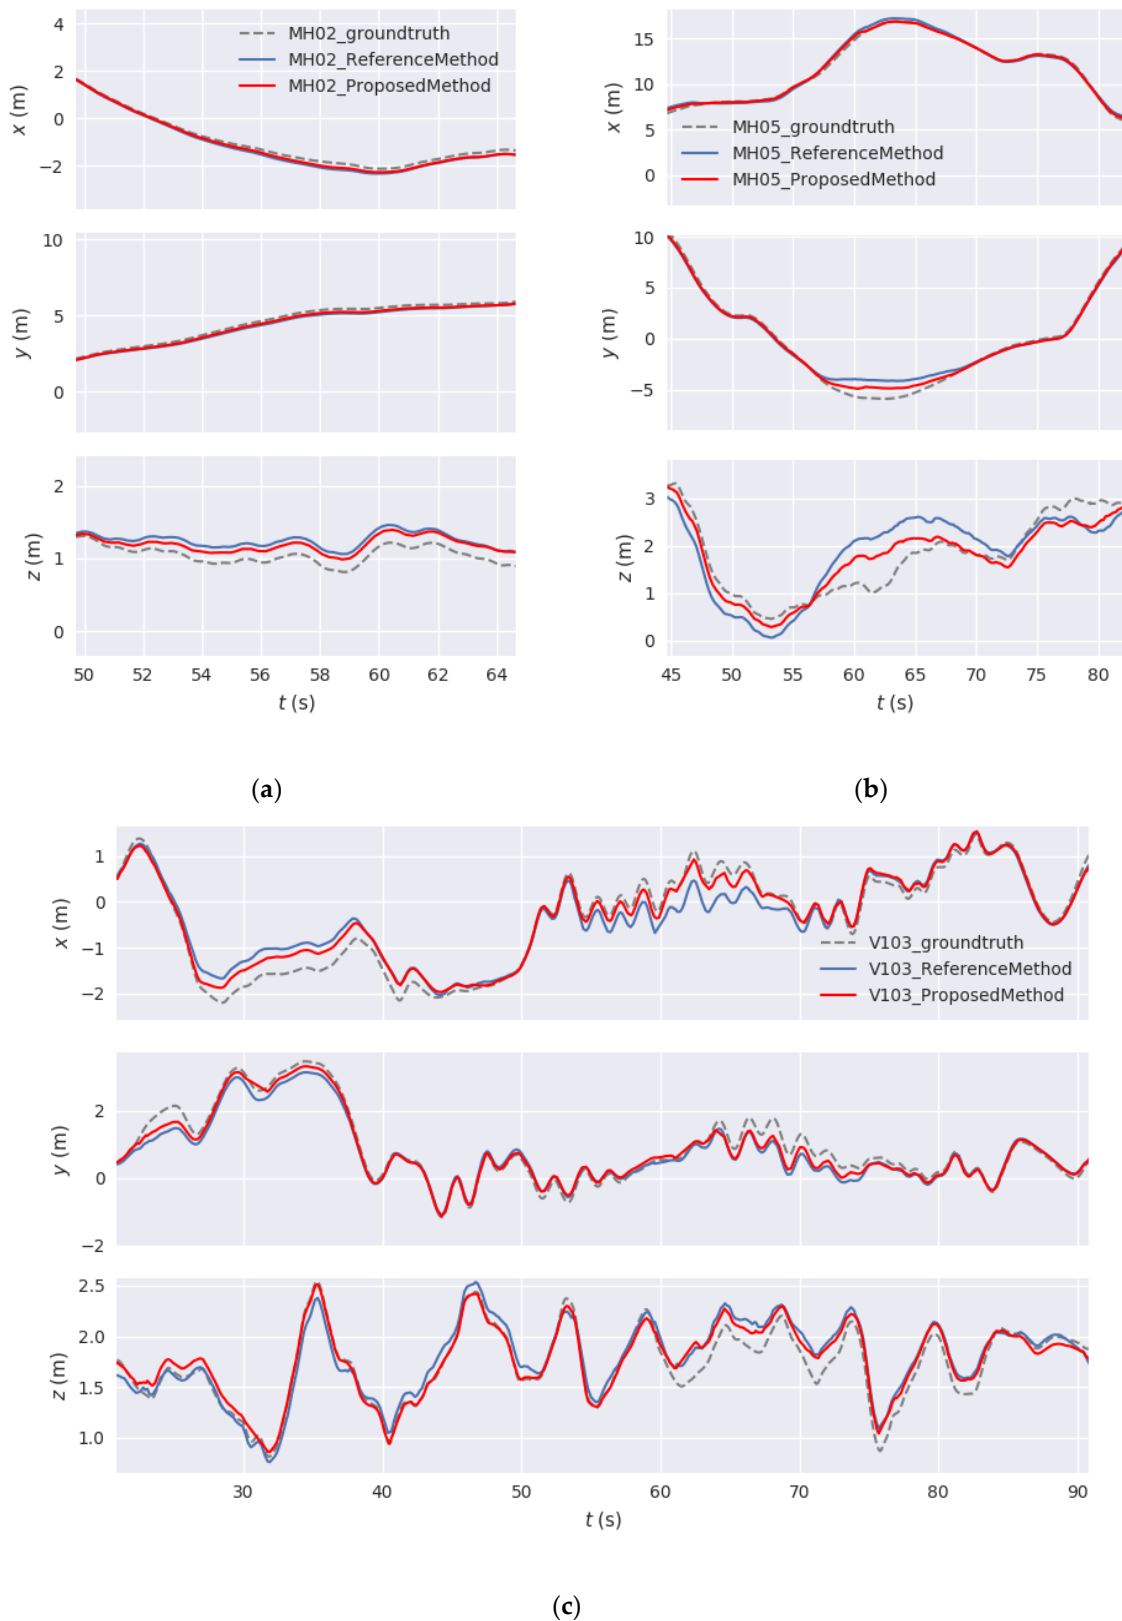 4
2
0
−2
x (m)
MH02_groundtruth
MH02_ReferenceMethod
MH02_ProposedMethod
10
5
0
y (m)
2
1
0
z (m)
50 52 54 56 58 60 62 64
t (s)
(a)
15
10
5
0
x (m)
MH05_groundtruth
MH05_ReferenceMethod
MH05_ProposedMethod
10
5
0
−5
y (m)
3
2
1
0
z (m)
45 50 55 60 65 70 75 80
t (s)
(b)
1
0
−1
−2
x (m)
V103_groundtruth
V103_ReferenceMethod
V103_ProposedMethod
2
0
−2
y (m)
2.5
2.0
1.5
1.0
z (m)
30 40 50 60 70 80 90
t (s)
(c)